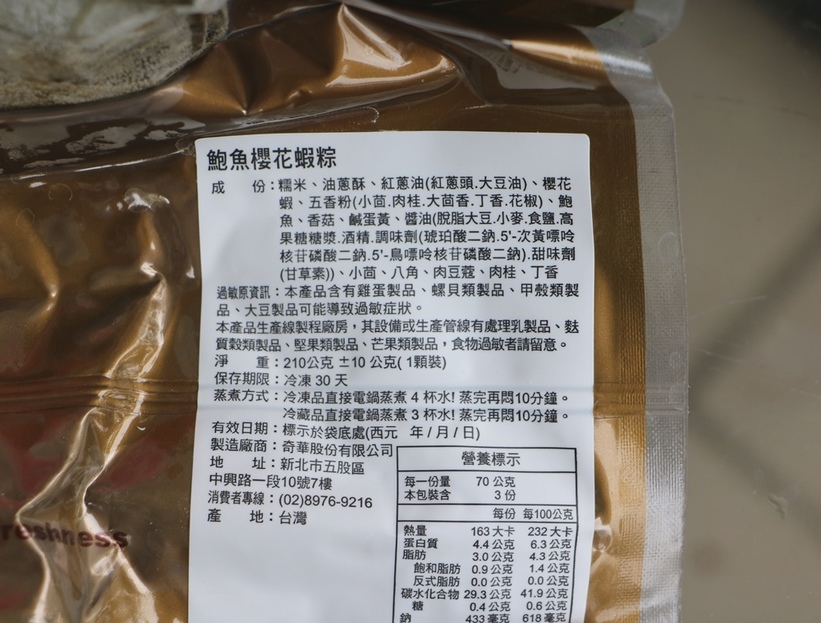 鮑魚櫻花蝦粽
成 份：糯米、油蔥酥、紅蔥油(紅蔥頭.大豆油)、櫻花
蝦、五香粉(小茴.肉桂.大茴香.丁香.花椒)、鮑
魚、香菇、鹹蛋黃、醬油(脫脂大豆.小麥.食鹽.高
果糖糖漿.酒精.調味劑(琥珀酸二鈉.5'-次黃嘌呤
核苷磷酸二鈉.5'-鳥嘌呤核苷磷酸二鈉).甜味劑
(甘草素))、小茴、八角、肉豆蔻、肉桂、丁香
過敏原資訊：本產品含有雞蛋製品、螺貝類製品、甲殼類製
品、大豆製品可能導致過敏症狀。
本產品生產線製程廠房，其設備或生產管線有處理乳製品、麩
質穀類製品、堅果類製品、芒果類製品，食物過敏者請留意。
淨 重：210公克 ±10 公克( 1顆裝)
保存期限：冷凍 30 天
蒸煮方式：冷凍品直接電鍋蒸煮 4 杯水! 蒸完再悶10分鐘。
冷藏品直接電鍋蒸煮 3 杯水! 蒸完再悶10分鐘。
有效日期：標示於袋底處(西元 年 / 月 / 日)
製造廠商：奇華股份有限公司
地 址：新北市五股區
中興路一段10號7樓
消費者專線：(02)8976-9216
產 地：台灣
營養標示
每一份量 70 公克
本包裝含 3 份
每份 每100公克
熱量 163 大卡 232 大卡
蛋白質 4.4 公克 6.3 公克
脂肪 3.0 公克 4.3 公克
飽和脂肪 0.9 公克 1.4 公克
反式脂肪 0.0 公克 0.0 公克
碳水化合物 29.3 公克 41.9 公克
糖 0.4 公克 0.6 公克
鈉 433 毫克 618 毫克
reshness